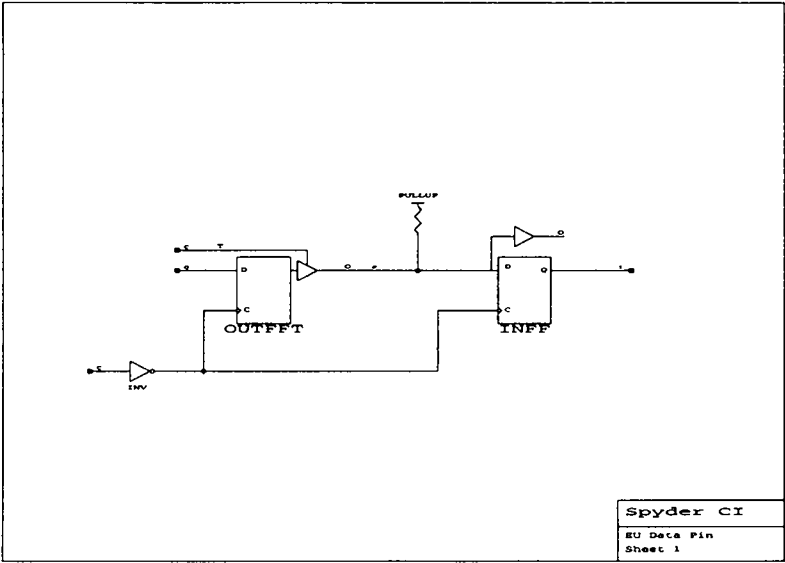 PULLUP
T
O
D
O
D
Q
C
C
OUTFFT
INFF
INV
Spyder CI
EU Data Pin
Sheet 1